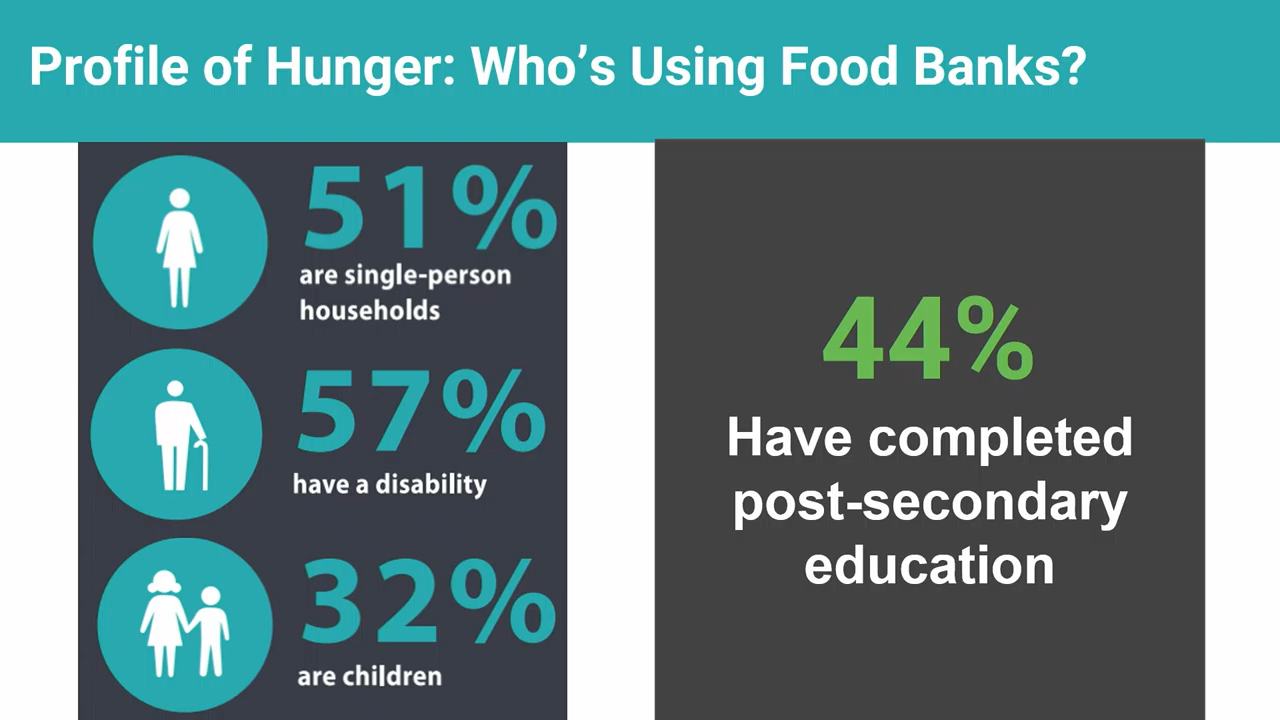 Profile of Hunger: Who’s Using Food Banks?
51%
are single-person
households
57%
have a disability
32%
are children
44%
Have completed
post-secondary
education